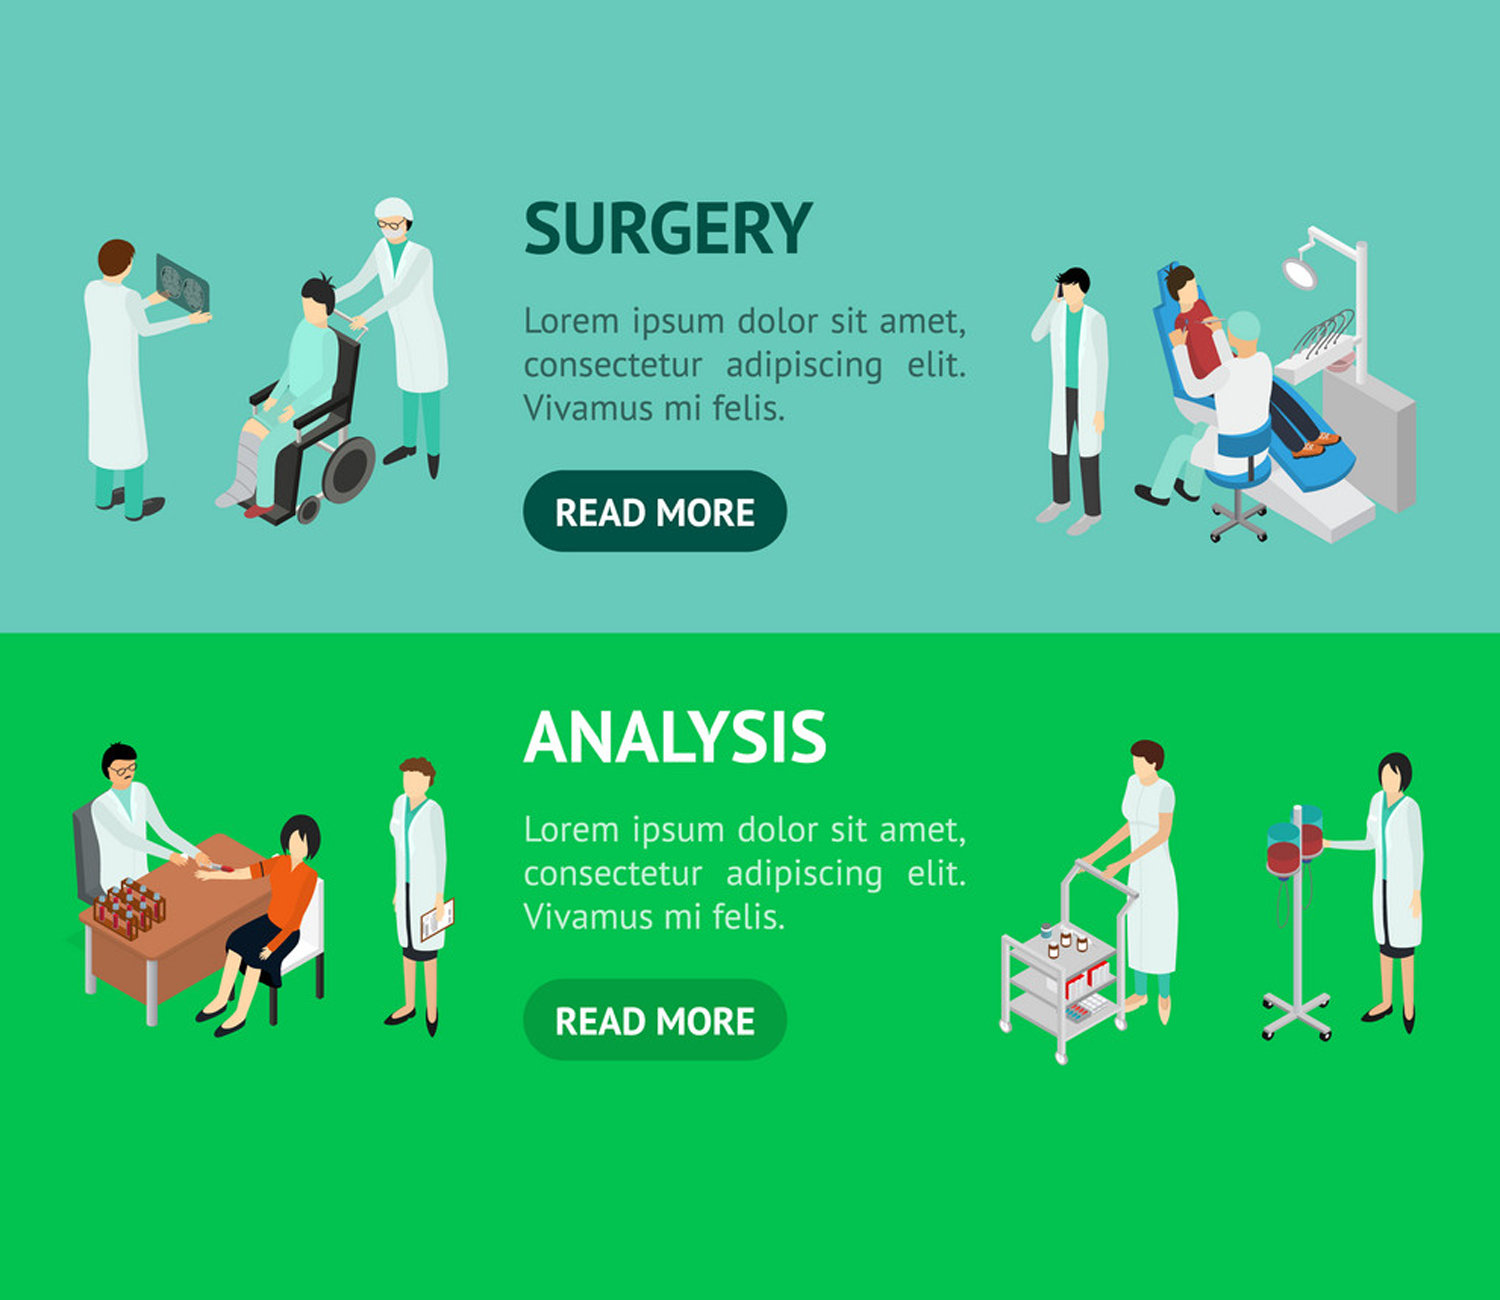 SURGERY
Lorem ipsum dolor sit amet,
consectetur adipiscing elit.
Vivamus mi felis.
READ MORE
ANALYSIS
Lorem ipsum dolor sit amet,
consectetur adipiscing elit.
Vivamus mi felis.
READ MORE